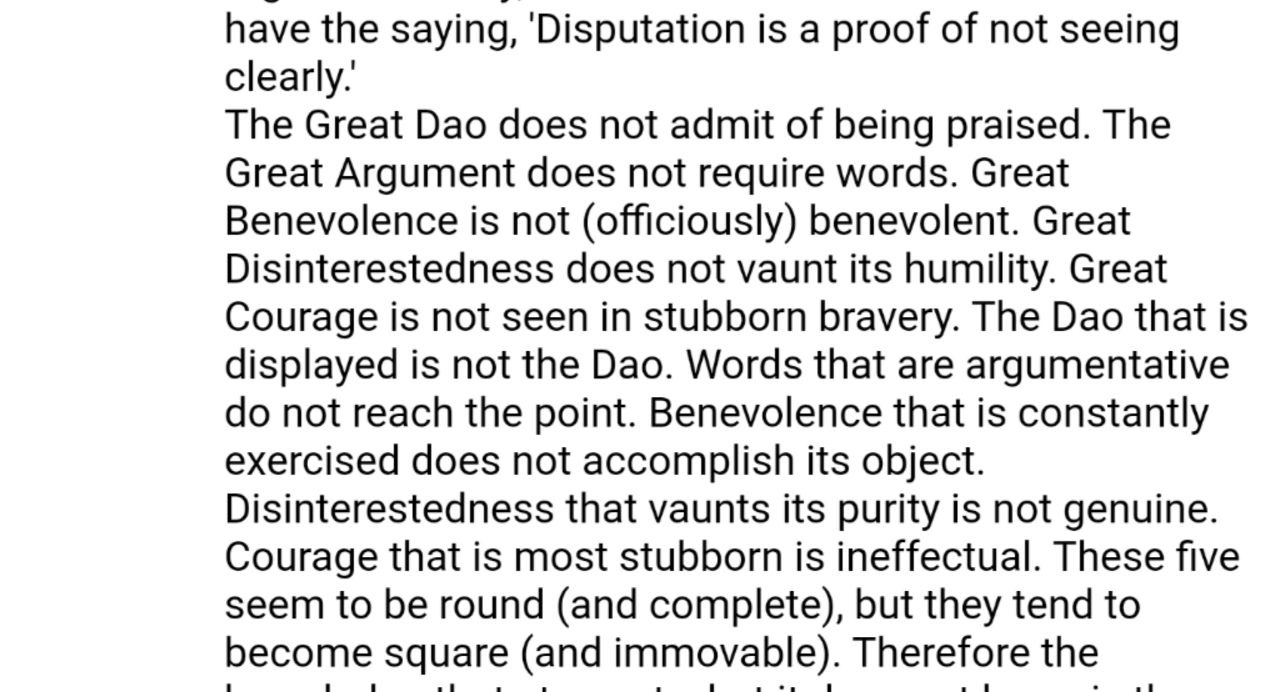 have the saying, 'Disputation is a proof of not seeing
clearly.'
The Great Dao does not admit of being praised. The
Great Argument does not require words. Great
Benevolence is not (officiously) benevolent. Great
Disinterestedness does not vaunt its humility. Great
Courage is not seen in stubborn bravery. The Dao that is
displayed is not the Dao. Words that are argumentative
do not reach the point. Benevolence that is constantly
exercised does not accomplish its object.
Disinterestedness that vaunts its purity is not genuine.
Courage that is most stubborn is ineffectual. These five
seem to be round (and complete), but they tend to
become square (and immovable). Therefore the